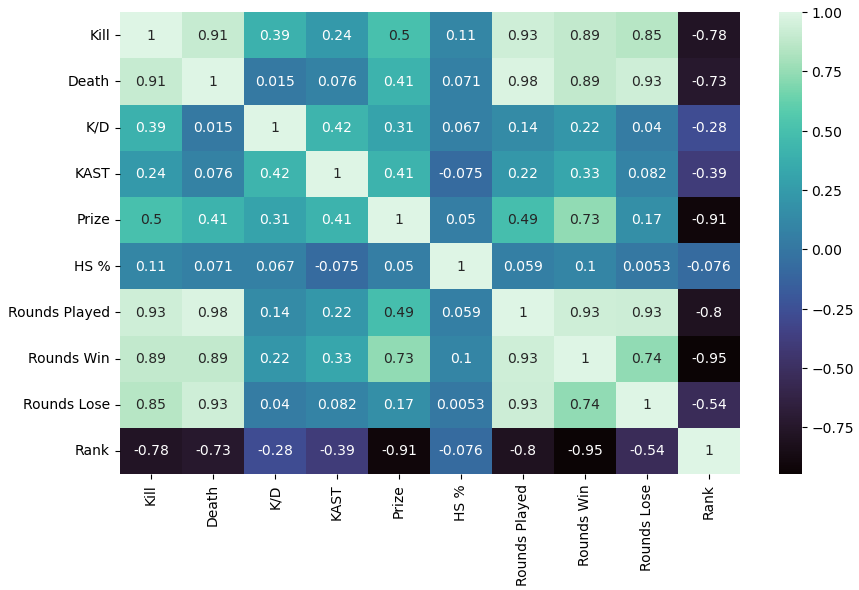 Kill 1 0.91 0.39 0.24 0.5 0.11 0.93 0.89 0.85 -0.78
Death 0.91 1 0.015 0.076 0.41 0.071 0.98 0.89 0.93 -0.73
K/D 0.39 0.015 1 0.42 0.31 0.067 0.14 0.22 0.04 -0.28
KAST 0.24 0.076 0.42 1 0.41 -0.075 0.22 0.33 0.082 -0.39
Prize 0.5 0.41 0.31 0.41 1 0.05 0.49 0.73 0.17 -0.91
HS % 0.11 0.071 0.067 -0.075 0.05 1 0.059 0.1 0.0053 -0.076
Rounds Played 0.93 0.98 0.14 0.22 0.49 0.059 1 0.93 0.93 -0.8
Rounds Win 0.89 0.89 0.22 0.33 0.73 0.1 0.93 1 0.74 -0.95
Rounds Lose 0.85 0.93 0.04 0.082 0.17 0.0053 0.93 0.74 1 -0.54
Rank -0.78 -0.73 -0.28 -0.39 -0.91 -0.076 -0.8 -0.95 -0.54 1
Kill Death K/D KAST Prize HS % Rounds Played Rounds Win Rounds Lose Rank
1.00
0.75
0.50
0.25
0.00
−0.25
−0.50
−0.75